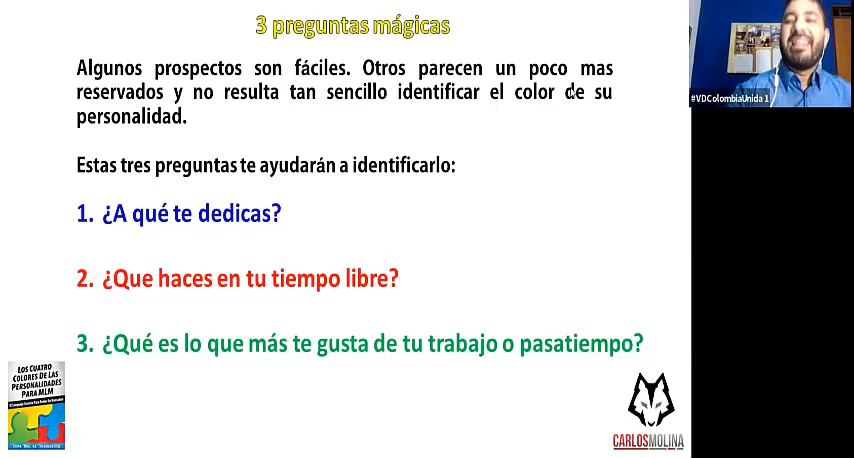 3 preguntas mágicas
Algunos prospectos son fáciles. Otros parecen un poco mas
reservados y no resulta tan sencillo identificar el color de su
personalidad.
Estas tres preguntas te ayudarán a identificarlo:
1. ¿A qué te dedicas?
2. ¿Que haces en tu tiempo libre?
3. ¿Qué es lo que más te gusta de tu trabajo o pasatiempo?
#VDColombiaUnida 1
LOS CUATRO
COLORES DE LAS
PERSONALIDADES
PARA MLM
CARLOSMOLINA